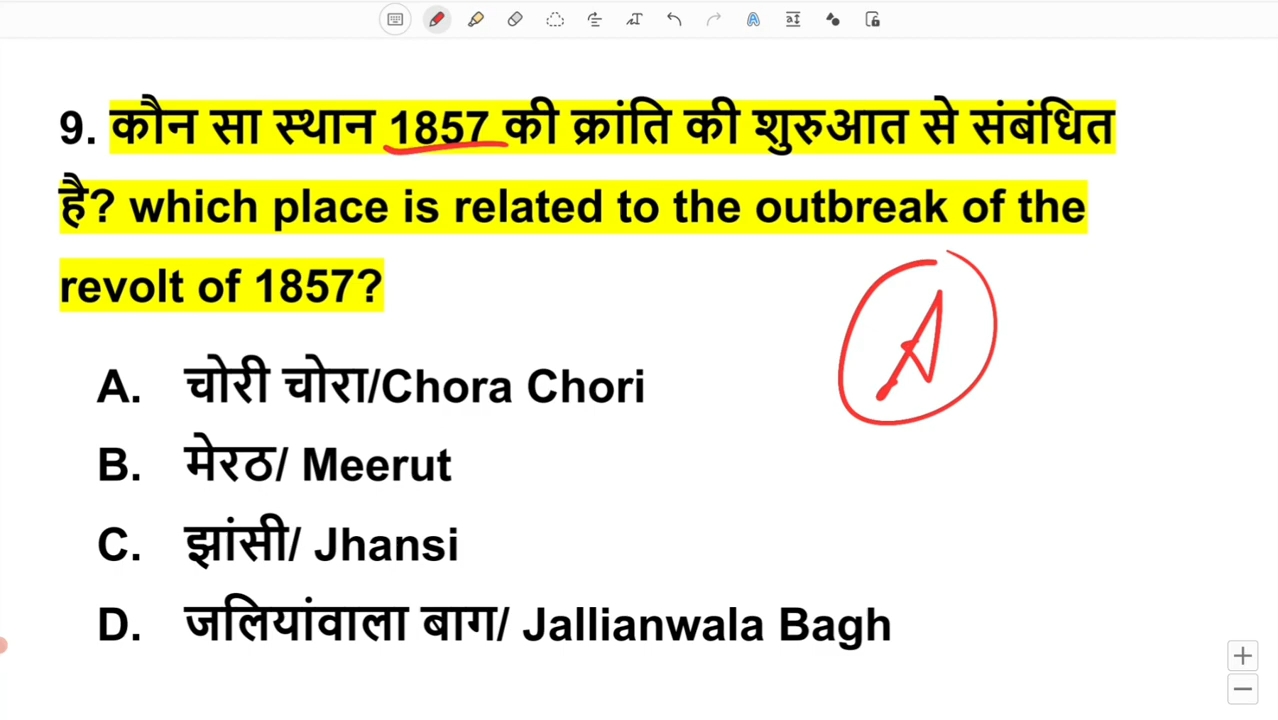 9. कौन सा स्थान 1857 की क्रांति की शुरुआत से संबंधित
है? which place is related to the outbreak of the
revolt of 1857?
A
A. चोरी चोरा/Chora Chori
B. मेरठ/ Meerut
C. झांसी/ Jhansi
D. जलियांवाला बाग/ Jallianwala Bagh